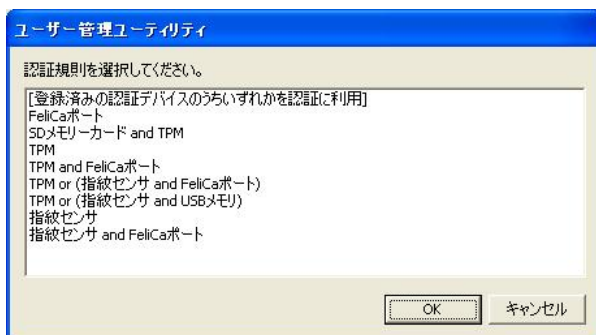 ユーザー管理ユーティリティ
認証規則を選択してください。
[登録済みの認証デバイスのうちいずれかを認証に利用]
FeliCaポート
SDメモリーカード and TPM
TPM
TPM and FeliCaポート
TPM or (指紋センサ and FeliCaポート)
TPM or (指紋センサ and USBメモリ)
指紋センサ
指紋センサ and FeliCaポート
OK キャンセル